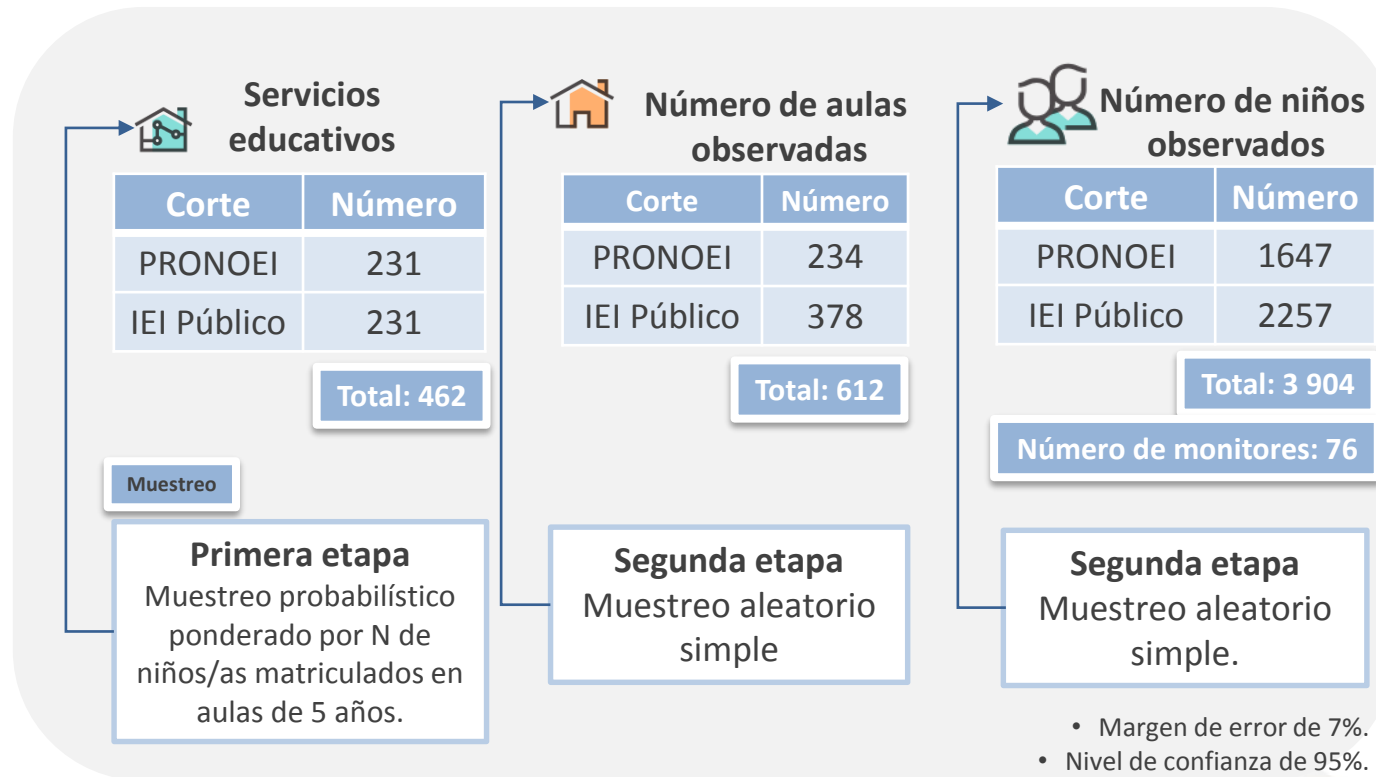 Servicios
educativos
Corte Número
PRONOEI 231
IEI Público 231
Total: 462
Muestreo
Primera etapa
Muestreo probabilístico
ponderado por N de
niños/as matriculados en
aulas de 5 años.
Número de aulas
observadas
Corte Número
PRONOEI 234
IEI Público 378
Total: 612
Segunda etapa
Muestreo aleatorio
simple
Número de niños
observados
Corte Número
PRONOEI 1647
IEI Público 2257
Total: 3 904
Número de monitores: 76
Segunda etapa
Muestreo aleatorio
simple.
• Margen de error de 7%.
• Nivel de confianza de 95%.